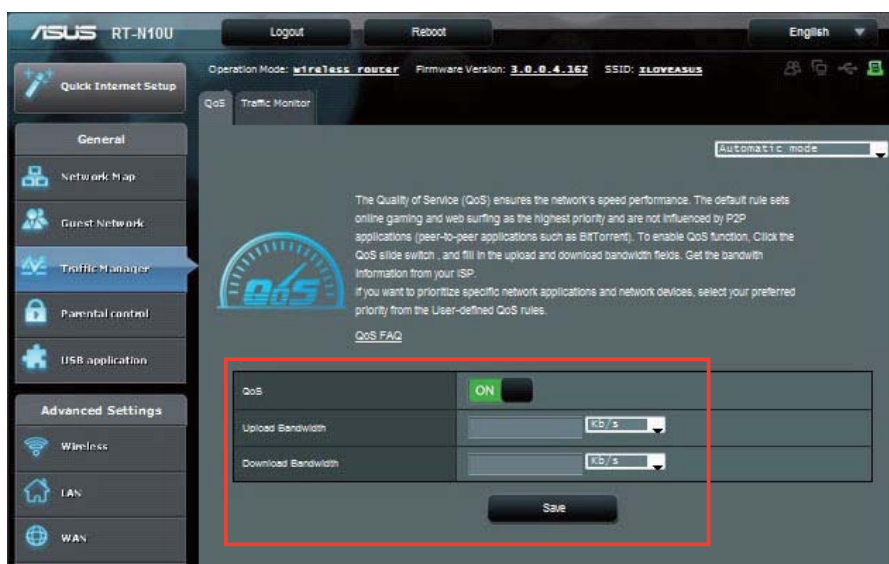 ASUS RT-N10U
Logout
Reboot
English
Quick Internet Setup
Operation Mode: wireless router Firmware Version: 3.0.0.4.162 SSID: ILOVEASUS
QoS
Traffic Monitor
General
Network Map
Guest Network
Traffic Manager
Parental control
USB application
Advanced Settings
Wireless
LAN
WAN
Automatic mode
The Quality of Service (QoS) ensures the network's speed performance. The default rule sets
online gaming and web surfing as the highest priority and are not influenced by P2P
applications (peer-to-peer applications such as BitTorrent). To enable QoS function, Click the
QoS slide switch , and fill in the upload and download bandwidth fields. Get the bandwith
information from your ISP.
If you want to prioritize specific network applications and network devices, select your preferred
priority from the User-defined QoS rules.
QoS FAQ
QoS
QoS
ON
Upload Bandwidth
Kb/s
Download Bandwidth
Kb/s
Save